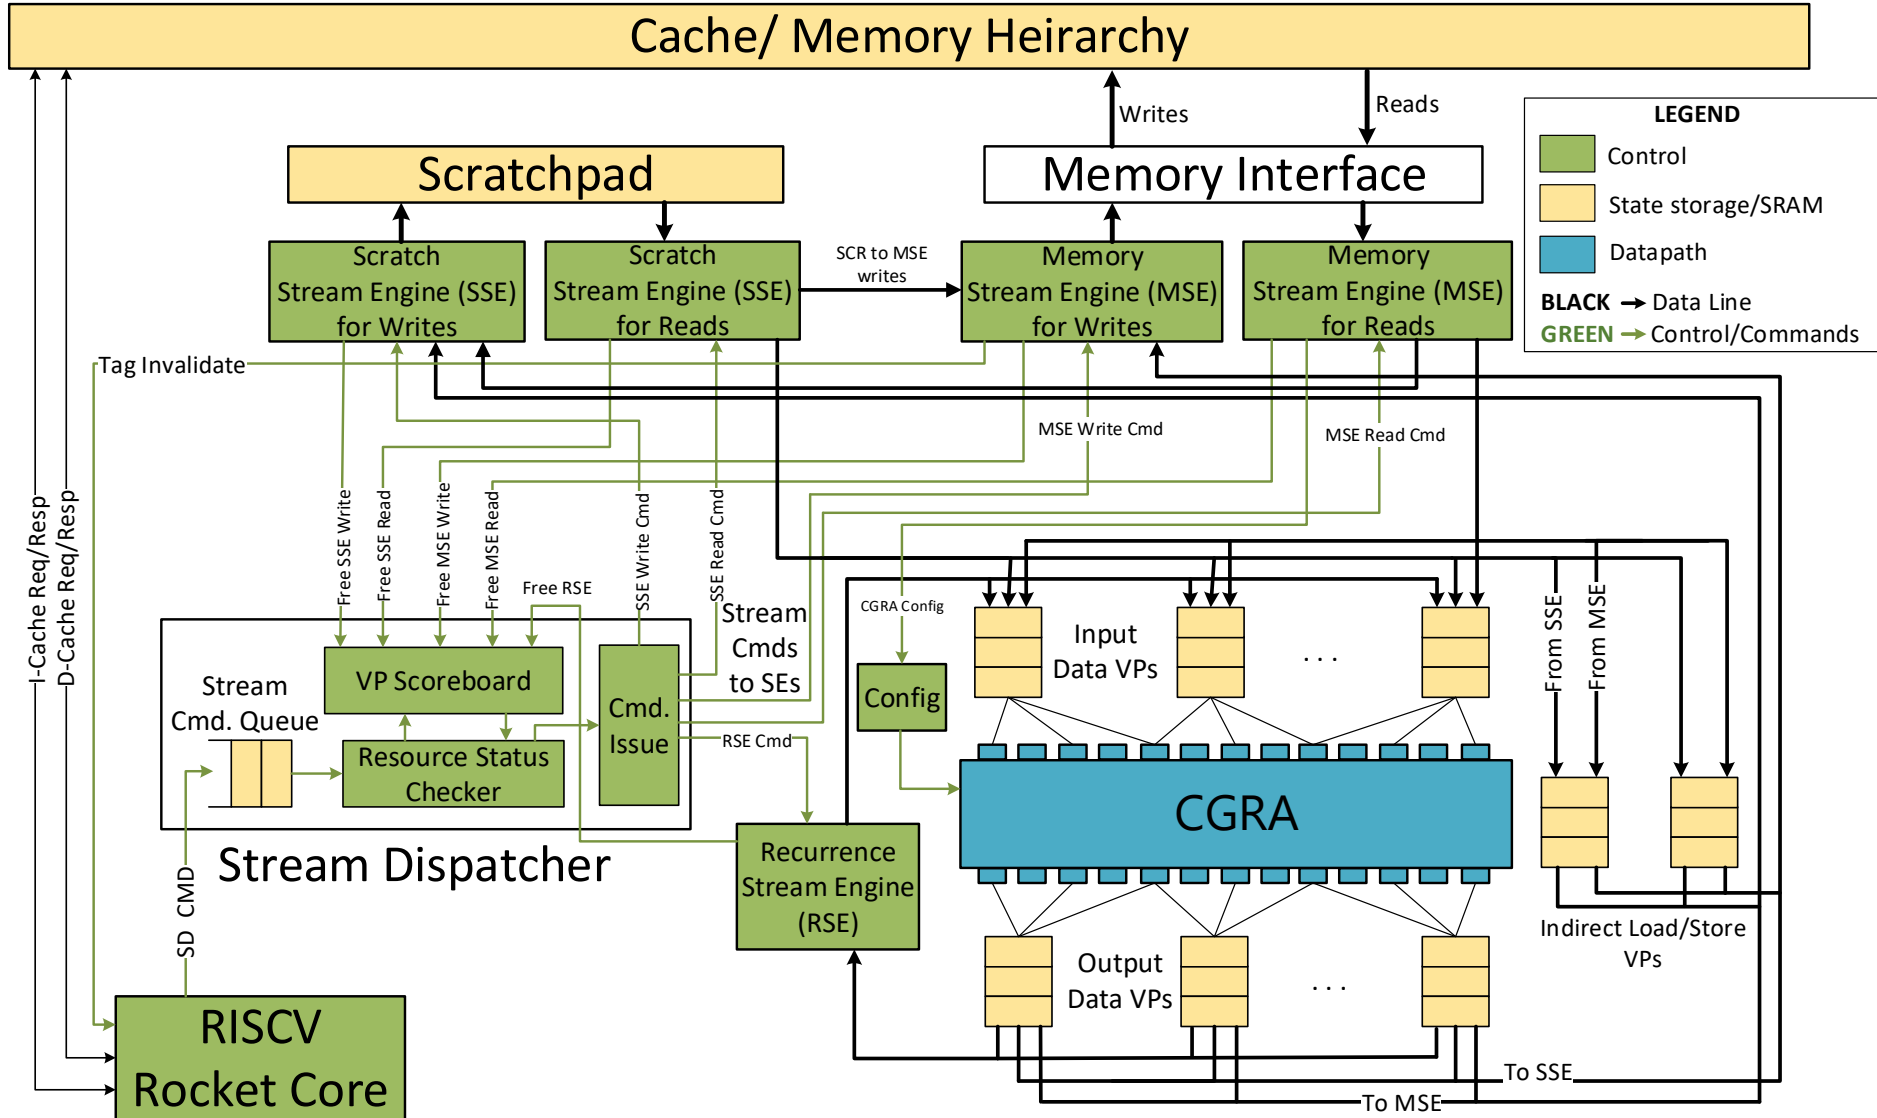 Cache/ Memory Heirarchy
Writes
Reads
LEGEND
Control
State storage/SRAM
Datapath
BLACK → Data Line
GREEN → Control/Commands
Scratchpad
Memory Interface
Scratch
Stream Engine (SSE)
for Writes
Scratch
Stream Engine (SSE)
for Reads
SCR to MSE
writes
Memory
Stream Engine (MSE)
for Writes
Memory
Stream Engine (MSE)
for Reads
Tag Invalidate
MSE Write Cmd
MSE Read Cmd
I-Cache Req/Resp
D-Cache Req/Resp
Free SSE Write
Free SSE Read
Free MSE Write
Free MSE Read
Free RSE
SSE Write Cmd
SSE Read Cmd
Stream
Cmds
to SEs
CGRA Config
Input
Data VPs
. . .
From SSE
From MSE
VP Scoreboard
Stream
Cmd. Queue
Resource Status
Checker
Cmd.
Issue
RSE Cmd
Config
CGRA
Stream Dispatcher
Recurrence
Stream Engine
(RSE)
SD CMD
Indirect Load/Store
VPs
Output
Data VPs
. . .
RISCV
Rocket Core
To SSE
To MSE